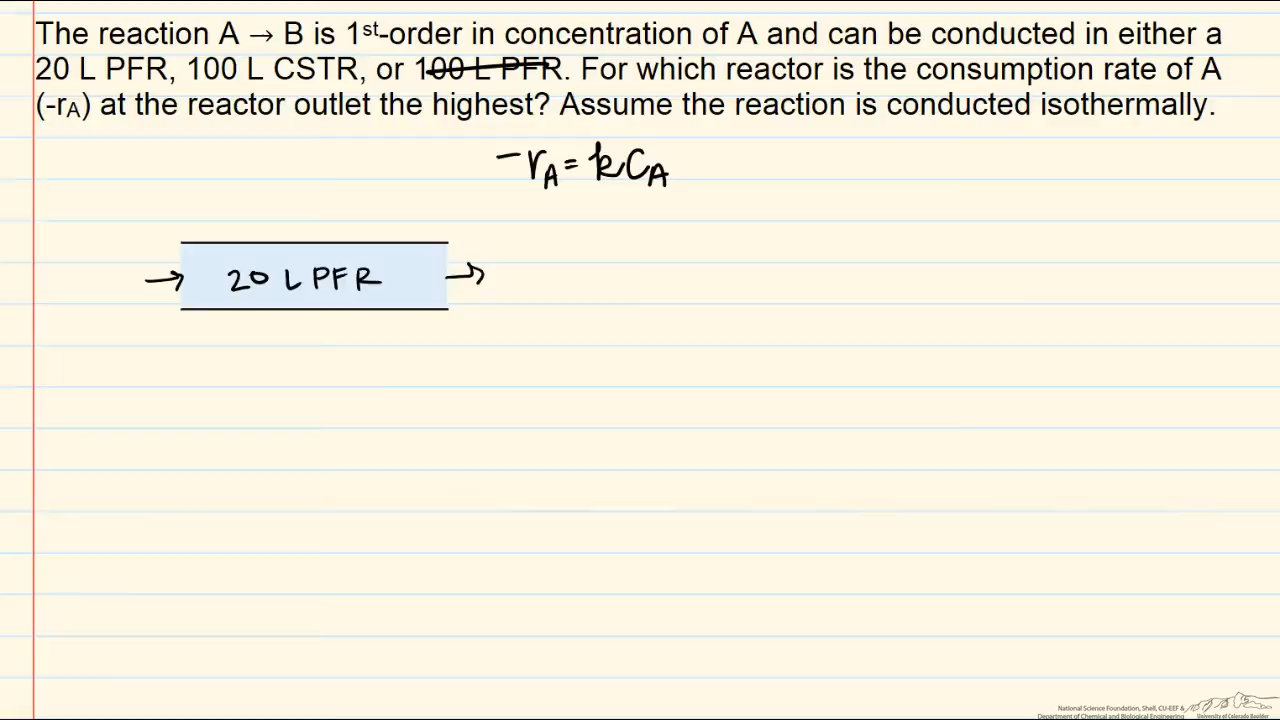 The reaction A → B is 1st-order in concentration of A and can be conducted in either a
20 L PFR, 100 L CSTR, or 100 L PFR. For which reactor is the consumption rate of A
(-rA) at the reactor outlet the highest? Assume the reaction is conducted isothermally.
-rA = kCA
20 L PFR
National Science Foundation, Shell, CU-EEF &
Department of Chemical and Biological Engineering
University of Colorado Boulder